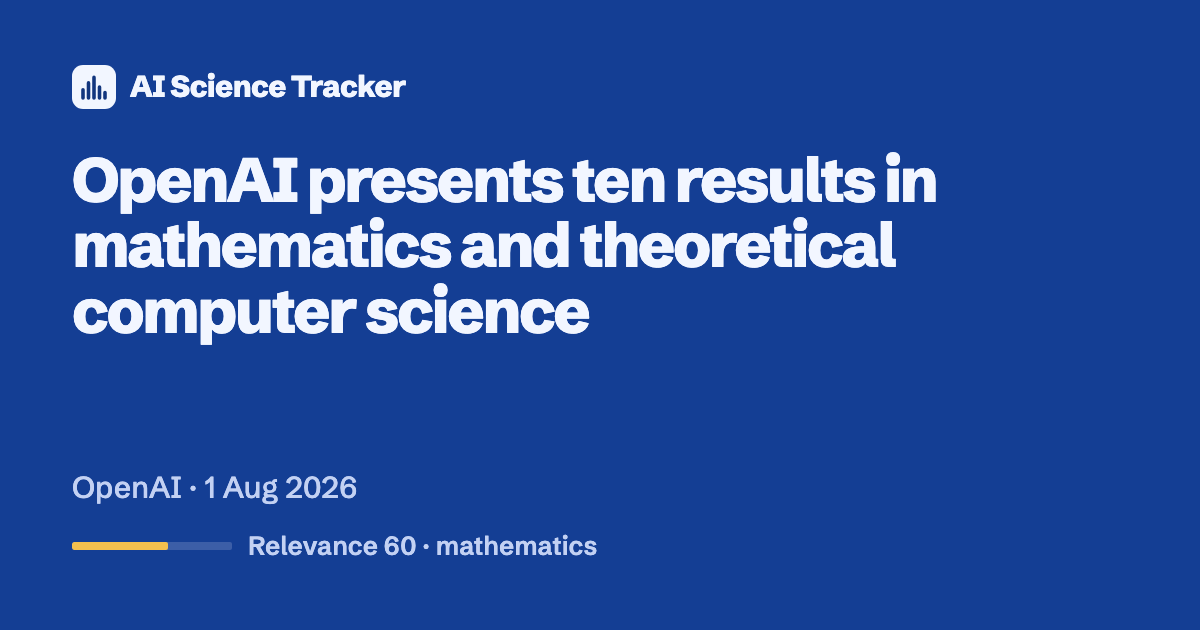 AI Science Tracker
OpenAI presents ten results in
mathematics and theoretical
computer science
OpenAI · 1 Aug 2026
Relevance 60 · mathematics